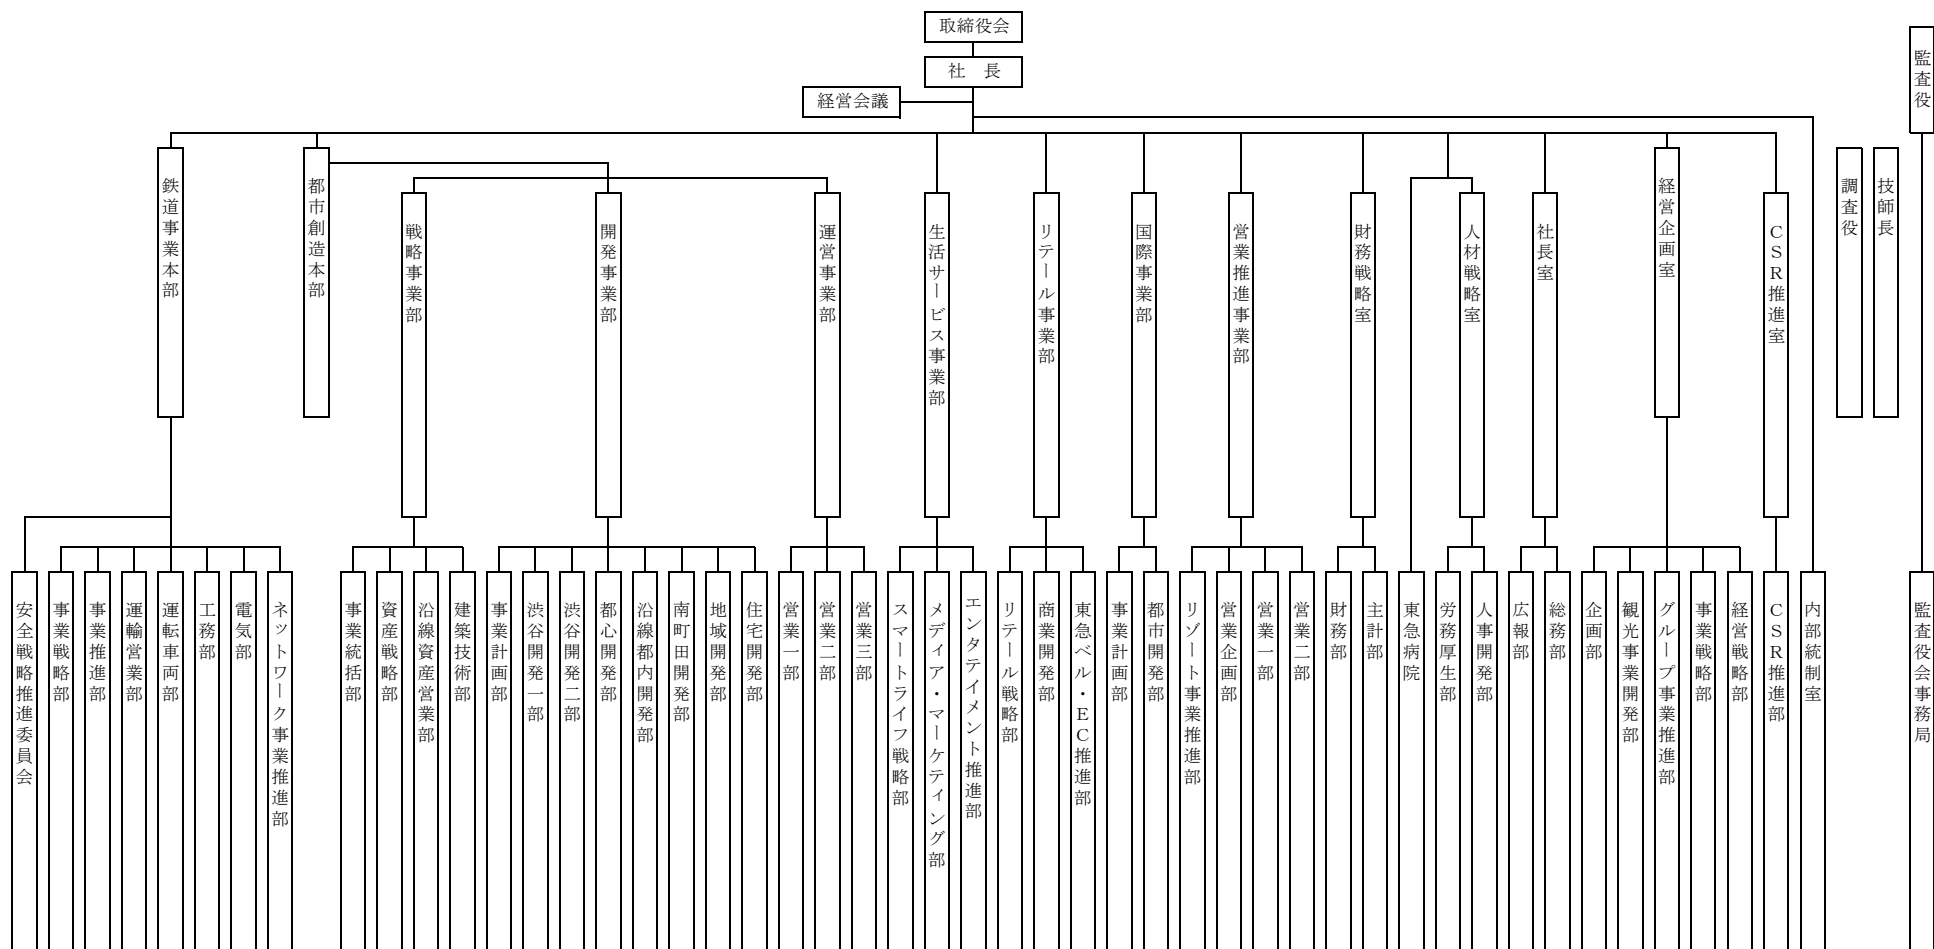 取締役会
社　長
経営会議
監査役
鉄道事業本部
都市創造本部
戦略事業部
開発事業部
運営事業部
生活サービス事業部
リテール事業部
国際事業部
営業推進事業部
財務戦略室
人材戦略室
社長室
経営企画室
CSR推進室
調査役
技師長
安全戦略推進委員会
事業戦略部
事業推進部
運輸営業部
運転車両部
工務部
電気部
ネットワーク事業推進部
事業統括部
資産戦略部
沿線資産営業部
建築技術部
事業計画部
渋谷開発一部
渋谷開発二部
都心開発部
沿線都内開発部
南町田開発部
地域開発部
住宅開発部
営業一部
営業二部
営業三部
スマートライフ戦略部
メディア・マーケティング部
エンタテイメント推進部
リテール戦略部
商業開発部
東急ベル・EC推進部
事業計画部
都市開発部
リゾート事業推進部
営業企画部
営業一部
営業二部
財務部
主計部
東急病院
労務厚生部
人事開発部
広報部
総務部
企画部
観光事業開発部
グループ事業推進部
事業戦略部
経営戦略部
CSR推進部
内部統制室
監査役会事務局